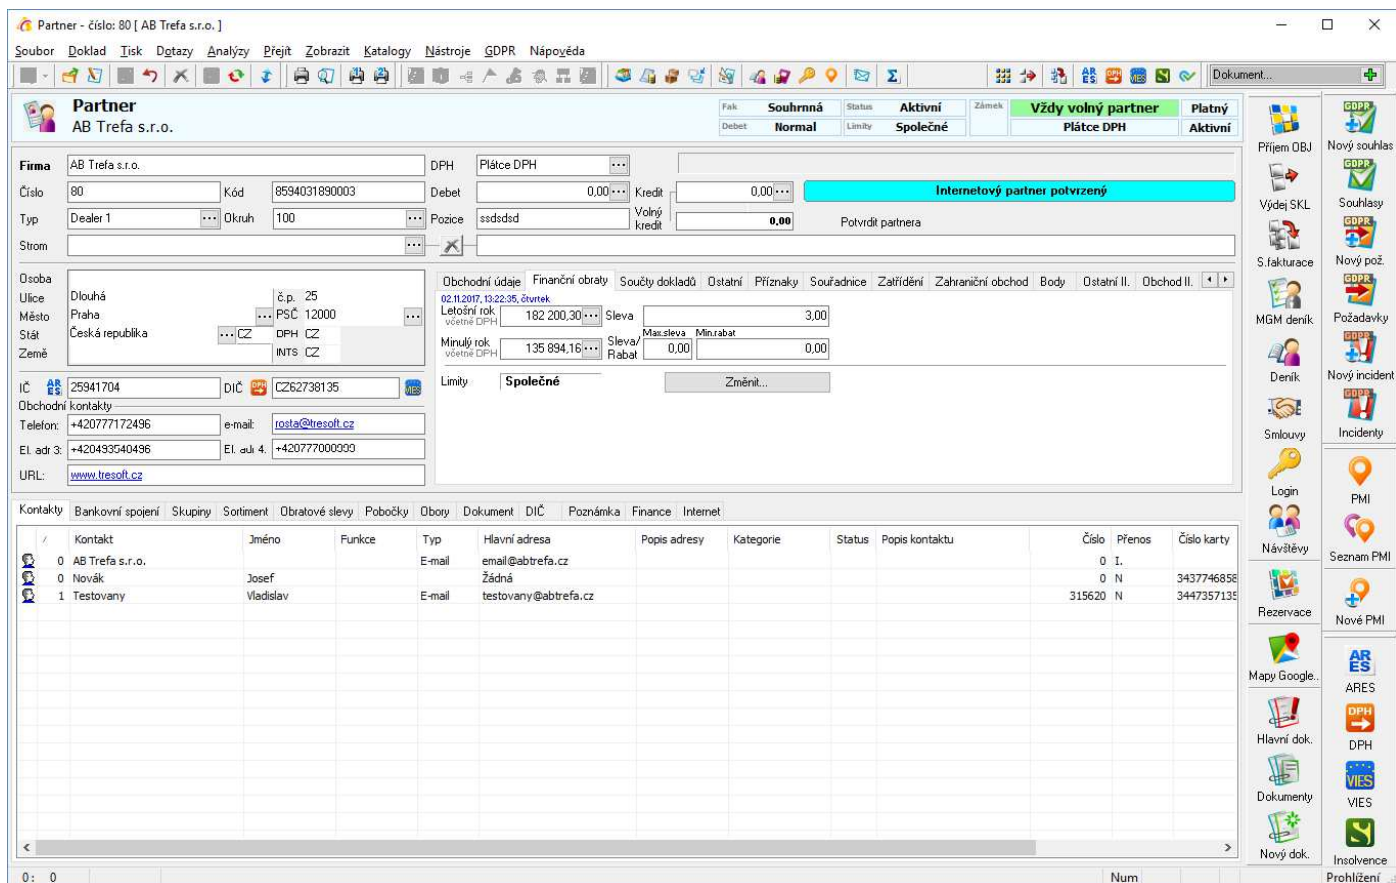 Partner - číslo: 80 [ AB Trefa s.r.o. ]
Soubor Doklad Tisk Dotazy Analýzy Přejít Zobrazit Katalogy Nástroje GDPR Nápověda
Dokument...
Partner
AB Trefa s.r.o.
Fak Souhrnná Status Aktivní Zámek Vždy volný partner Platný
Debet Normal Limity Společné Plátce DPH Aktivní
Firma AB Trefa s.r.o. DPH Plátce DPH
Číslo 80 Kód 8594031890003 Debet 0,00 Kredit 0,00 Internetový partner potvrzený
Typ Dealer 1 Okruh 100 Pozice ssdsdsd Volný kredit 0,00 Potvrdit partnera
Strom
Osoba
Ulice Dlouhá č.p. 25
Město Praha PSČ 12000
Stát Česká republika CZ DPH CZ
Země INTS CZ
IČ 25941704 DIČ CZ62738135
Obchodní kontakty
Telefon: +420777172496 e-mail: rosta@tresoft.cz
El. adr 3: +420493540496 El. adr 4. +420777000999
URL: www.tresoft.cz
Obchodní údaje Finanční obraty Součty dokladů Ostatní Příznaky Souřadnice Zatřídění Zahraniční obchod Body Ostatní II. Obchod II.
02.11.2017, 13:22:35, čtvrtek
Letošní rok včetně DPH 182 200,30 Sleva 3,00
Max.sleva Min.rabat
Minulý rok včetně DPH 135 894,16 Sleva/ Rabat 0,00 0,00
Limity Společné Změnit...
Kontakty Bankovní spojení Skupiny Sortiment Obratové slevy Pobočky Obory Dokument DIČ Poznámka Finance Internet
/ Kontakt Jméno Funkce Typ Hlavní adresa Popis adresy Kategorie Status Popis kontaktu Číslo Přenos Číslo karty
0 AB Trefa s.r.o. E-mail email@abtrefa.cz 0 I.
0 Novák Josef Žádná 0 N 3437746858
1 Testovany Vladislav E-mail testovany@abtrefa.cz 315620 N 3447357135
0: 0 Num Prohlížení
Příjem OBJ
Výdej SKL
S.fakturace
MGM deník
Deník
Smlouvy
Login
Návštěvy
Rezervace
Mapy Google..
Hlavní dok.
Dokumenty
Nový dok.
GDPR
Nový souhlas
GDPR
Souhlasy
GDPR
Nový pož.
GDPR
Požadavky
GDPR
Nový incident
GDPR
Incidenty
PMI
Seznam PMI
Nové PMI
ARES
ARES
DPH
DPH
VIES
VIES
Insolvence